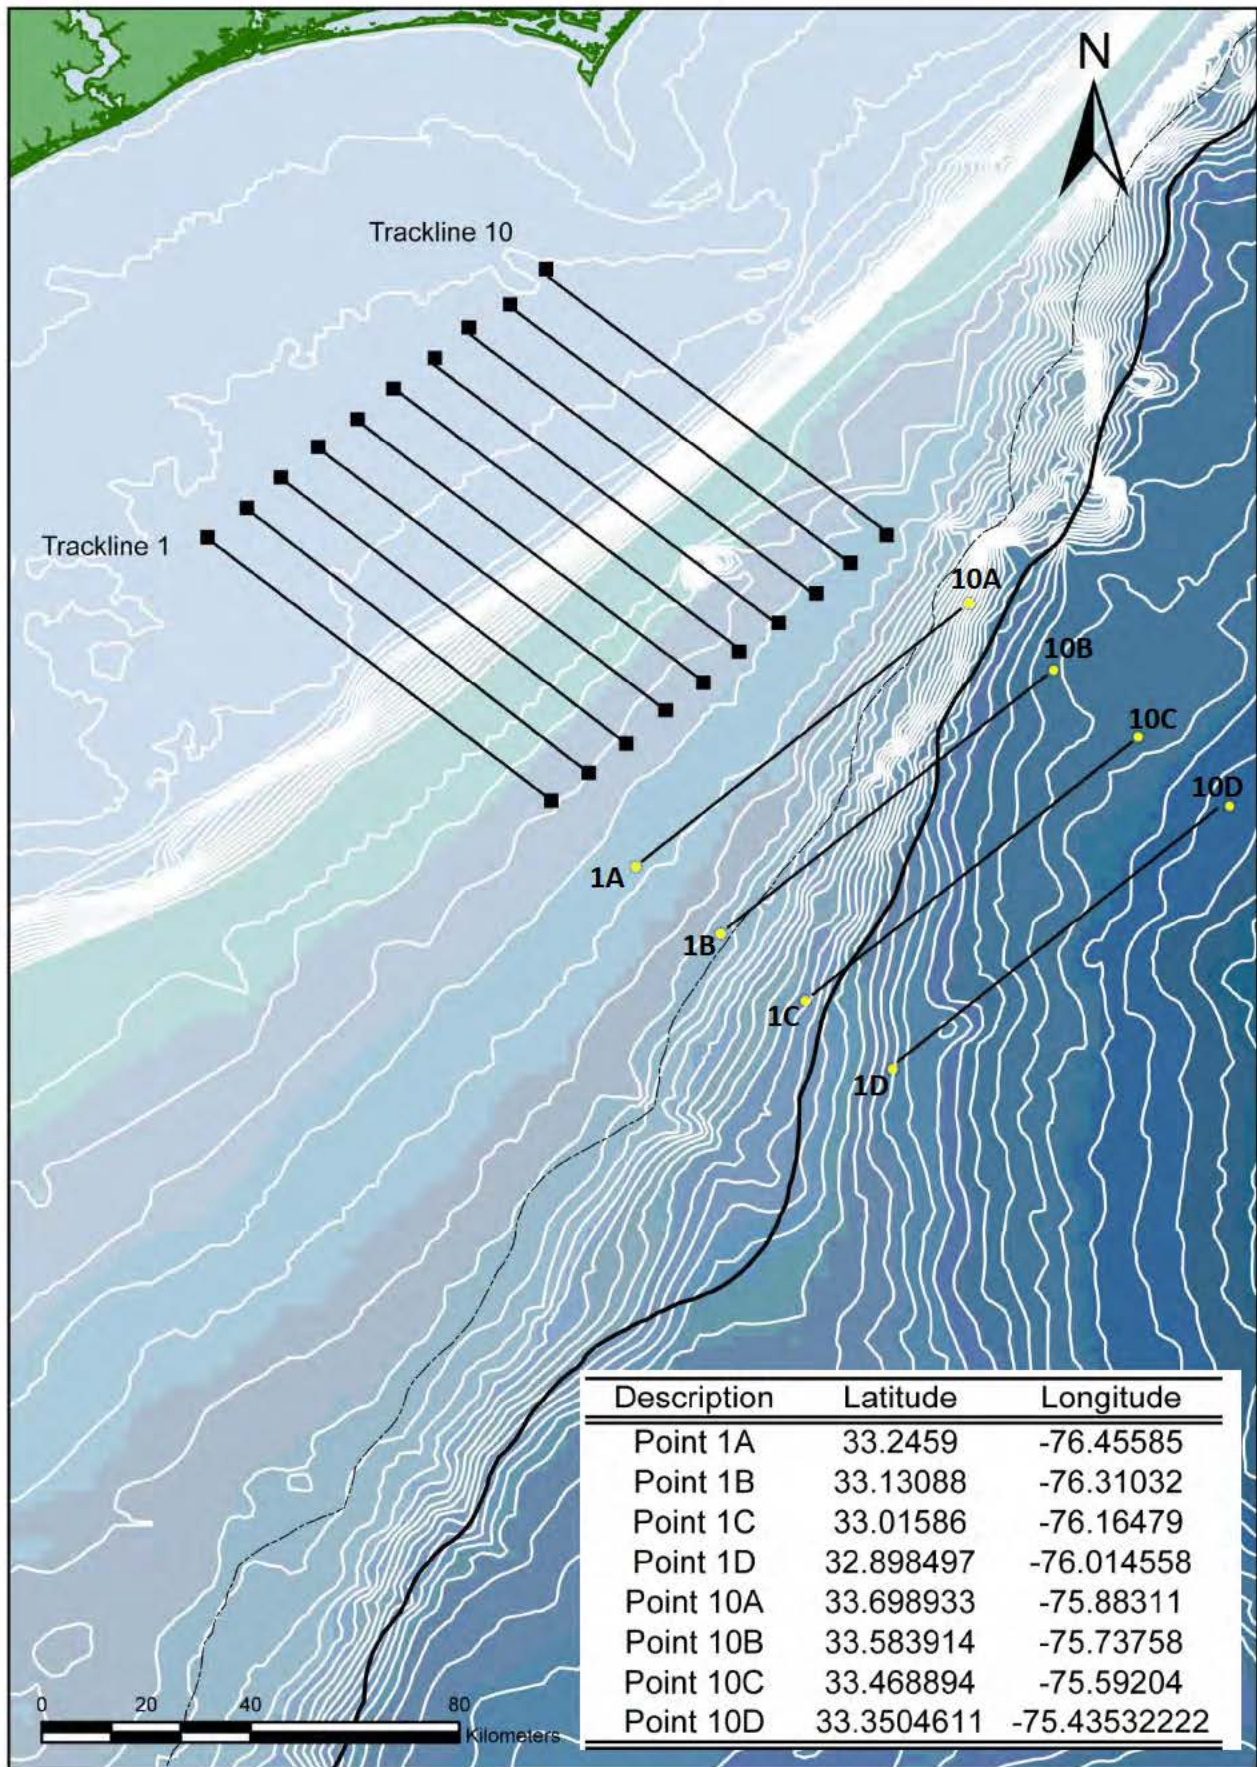 N
Trackline 10
Trackline 1
10A
10B
10C
10D
1A
1B
1C
1D
Description Latitude Longitude
Point 1A 33.2459 -76.45585
Point 1B 33.13088 -76.31032
Point 1C 33.01586 -76.16479
Point 1D 32.898497 -76.014558
Point 10A 33.698933 -75.88311
Point 10B 33.583914 -75.73758
Point 10C 33.468894 -75.59204
Point 10D 33.3504611 -75.43532222
0 20 40 80
Kilometers